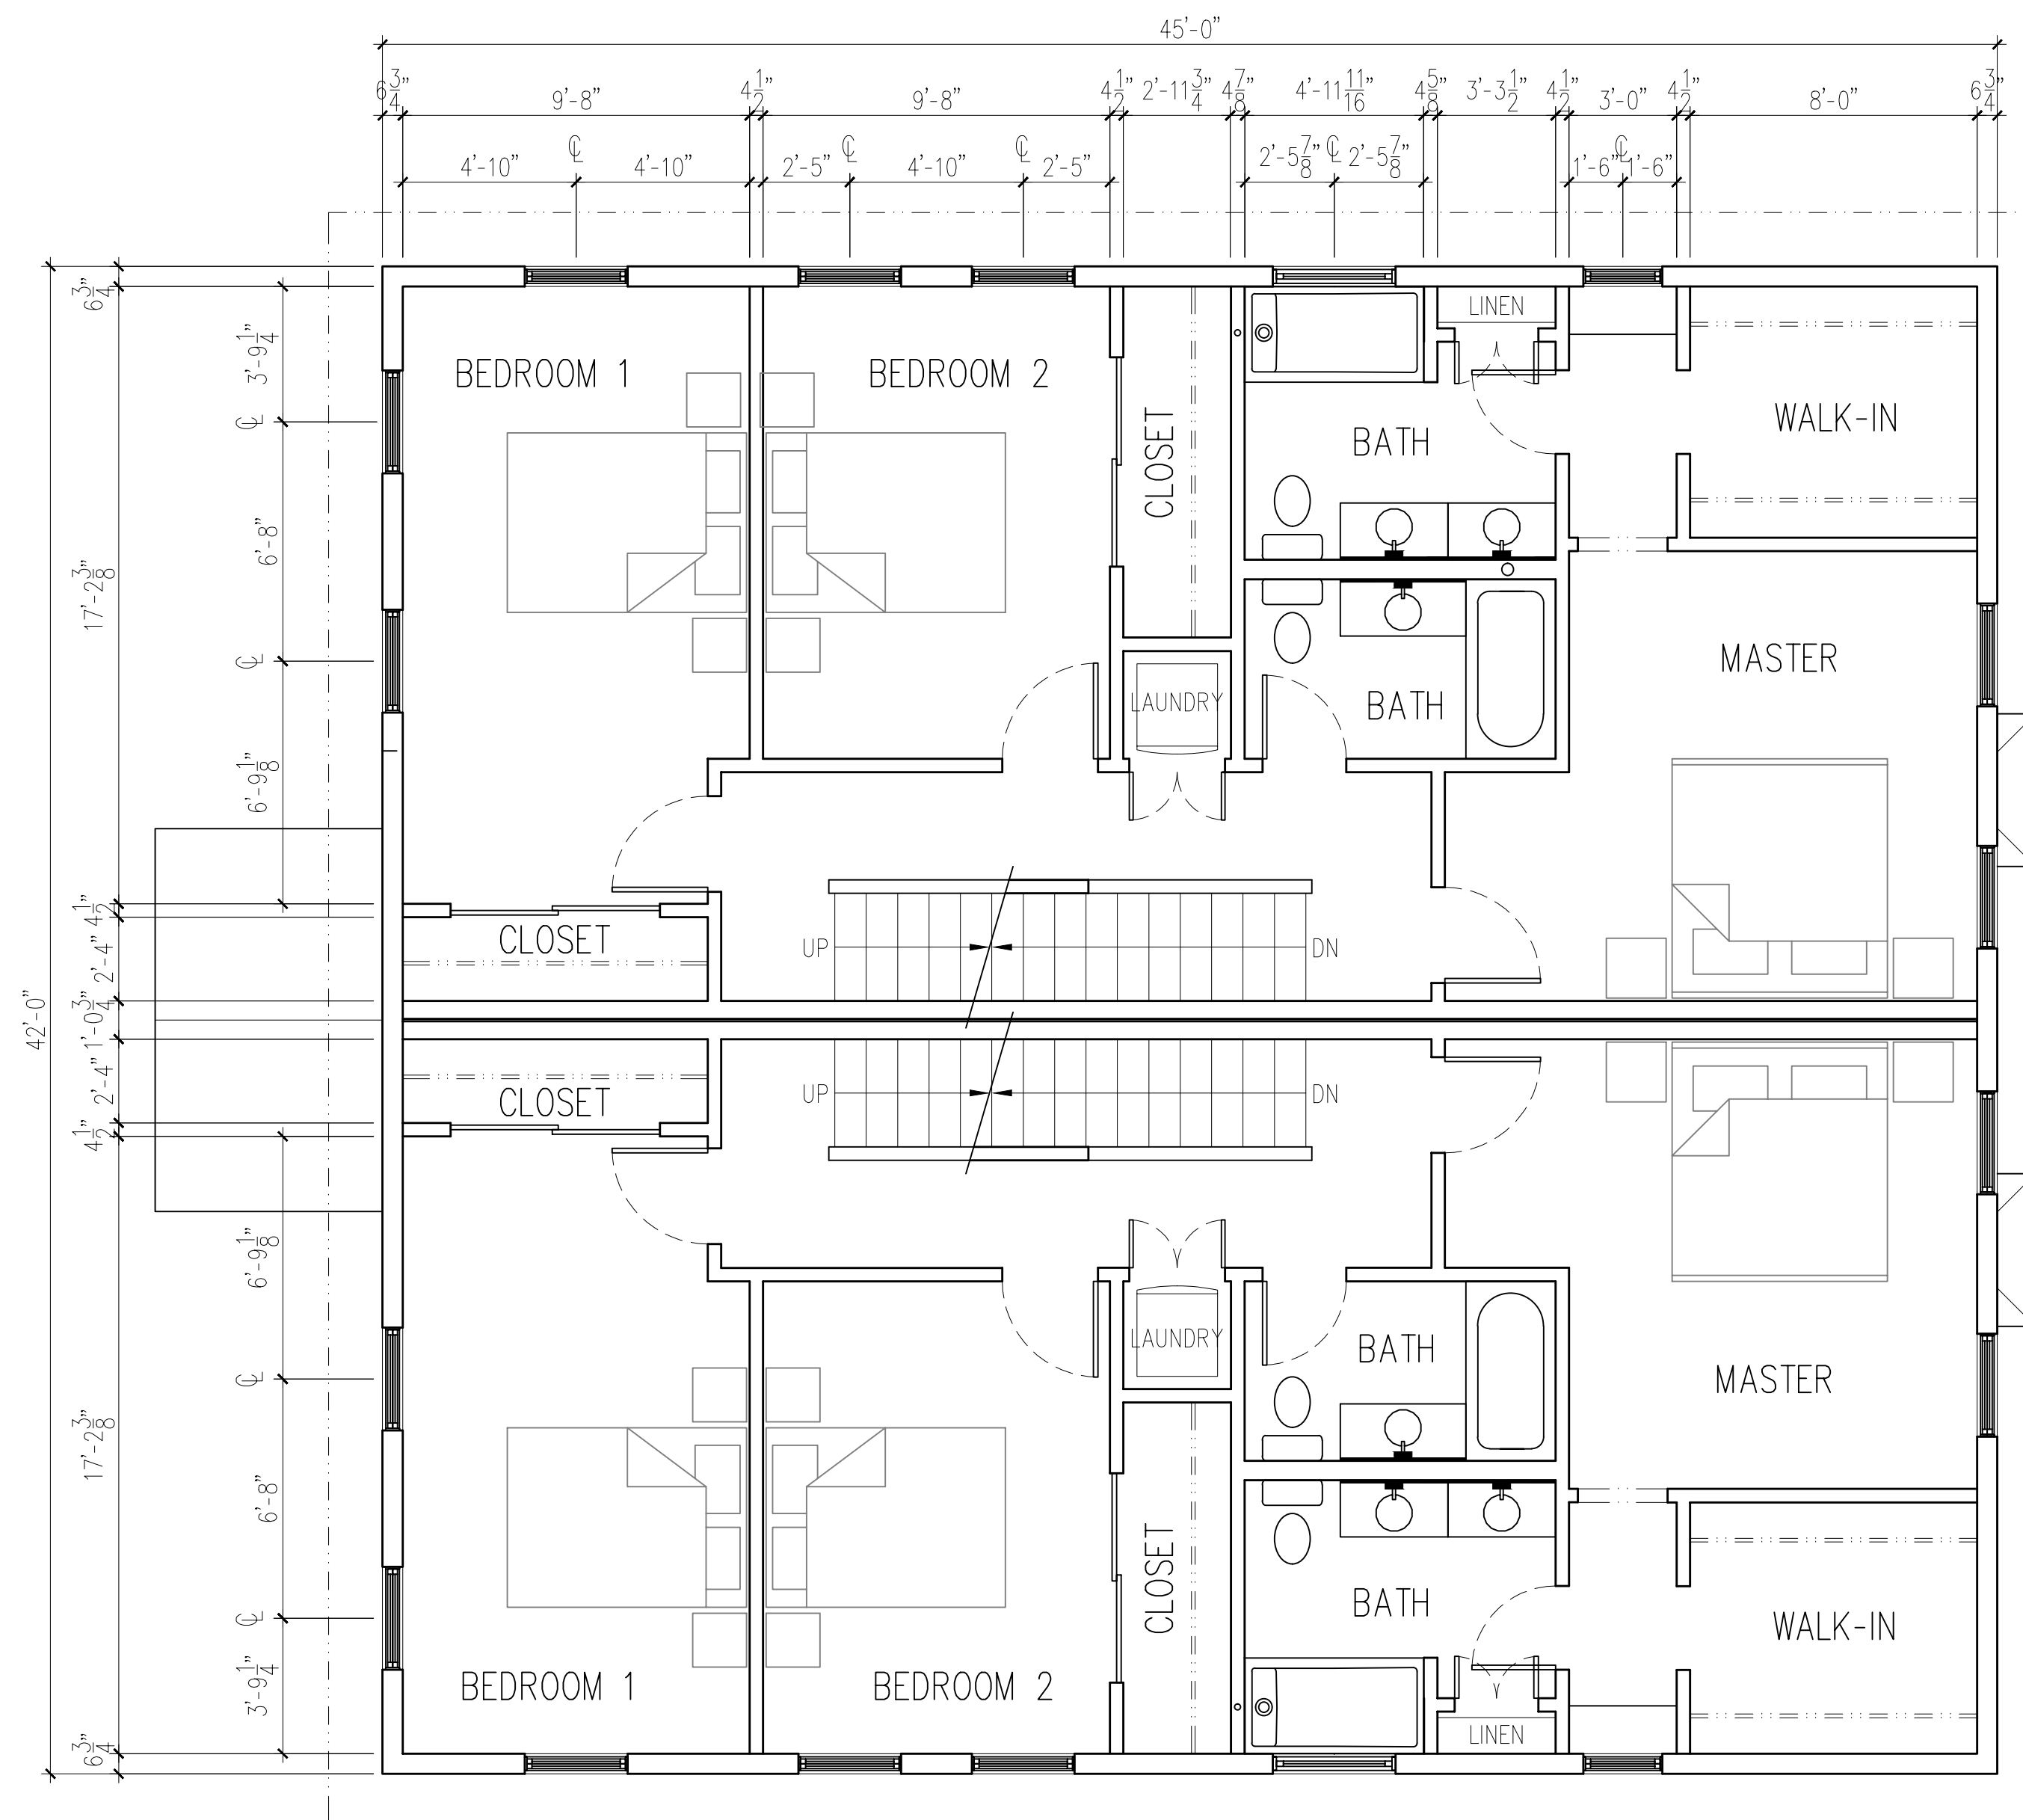 45'-0"
6 3/4" 9'-8" 4 1/2" 9'-8" 4 1/2" 2'-11 3/4" 4 7/8" 4'-11 11/16" 4 5/8" 3'-3 1/2" 4 1/2" 3'-0" 4 1/2" 8'-0" 6 3/4"
4'-10" ℄ 4'-10" 2'-5" ℄ 4'-10" ℄ 2'-5" 2'-5 7/8" ℄ 2'-5 7/8" 1'-6" ℄ 1'-6"
42'-0"
6 3/4"
17'-2 3/8"
4 1/2"
2'-4"
1'-0 3/4"
2'-4"
4 1/2"
17'-2 3/8"
6 3/4"
3'-9 1/4"
℄
6'-8"
℄
6'-9 1/8"
6'-9 1/8"
℄
6'-8"
℄
3'-9 1/4"
LINEN
BEDROOM 1 BEDROOM 2
CLOSET
BATH
WALK-IN
MASTER
LAUNDRY BATH
CLOSET
UP DN
CLOSET
UP DN
LAUNDRY BATH
MASTER
CLOSET
BATH
WALK-IN
BEDROOM 1 BEDROOM 2
LINEN